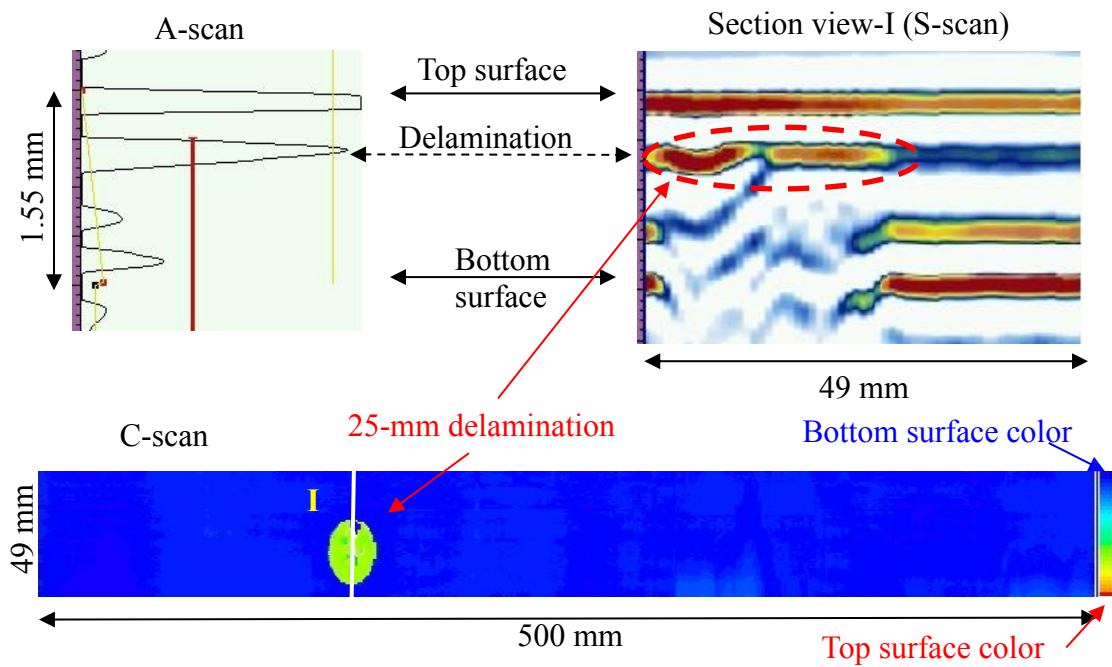 A-scan
Section view-I (S-scan)
Top surface
Delamination
1.55 mm
Bottom
surface
49 mm
25-mm delamination
C-scan
Bottom surface color
I
49 mm
500 mm
Top surface color